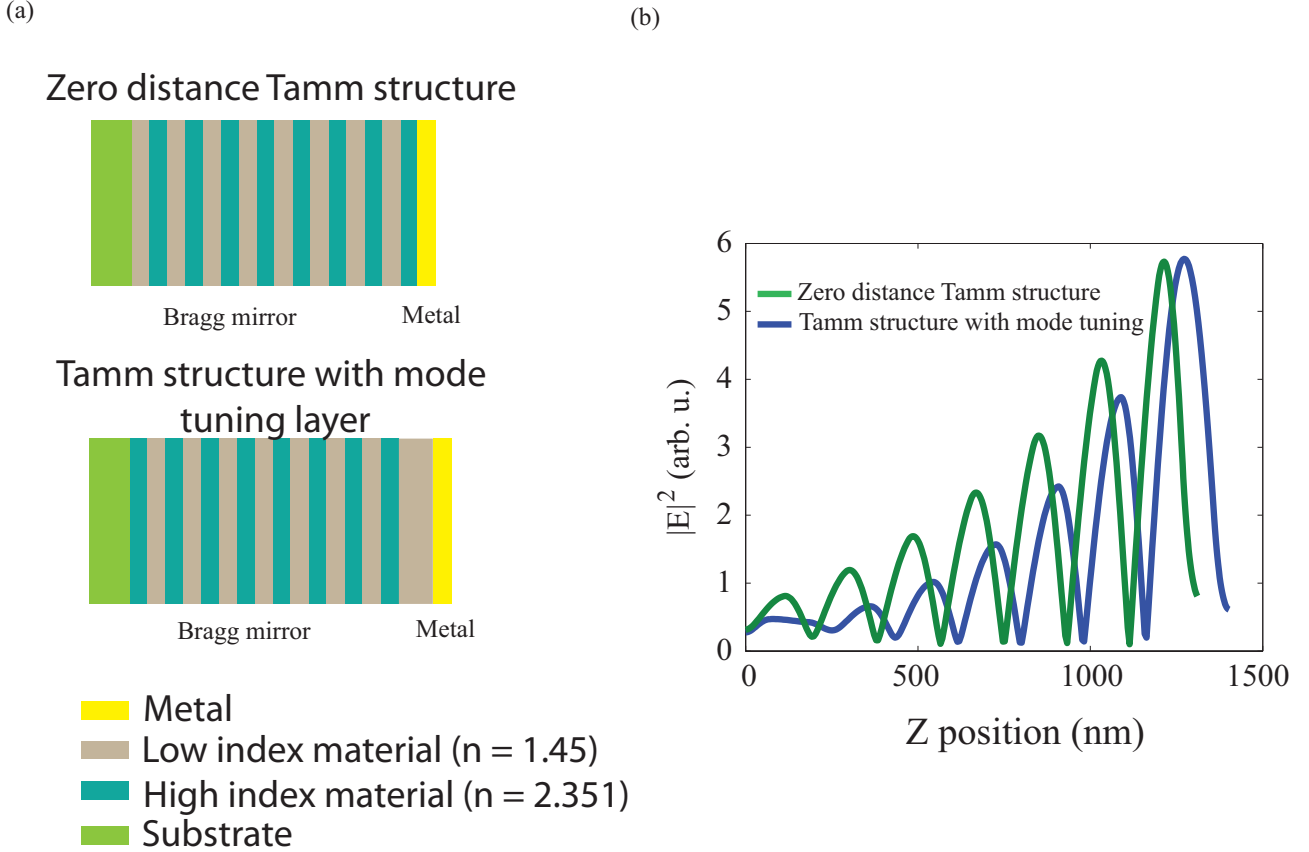 (a)
Zero distance Tamm structure
Bragg mirror
Metal
Tamm structure with mode
tuning layer
Bragg mirror
Metal
Metal
Low index material (n = 1.45)
High index material (n = 2.351)
Substrate
(b)
6
5
4
3
2
1
0
|E|² (arb. u.)
Zero distance Tamm structure
Tamm structure with mode tuning
0
500
1000
1500
Z position (nm)